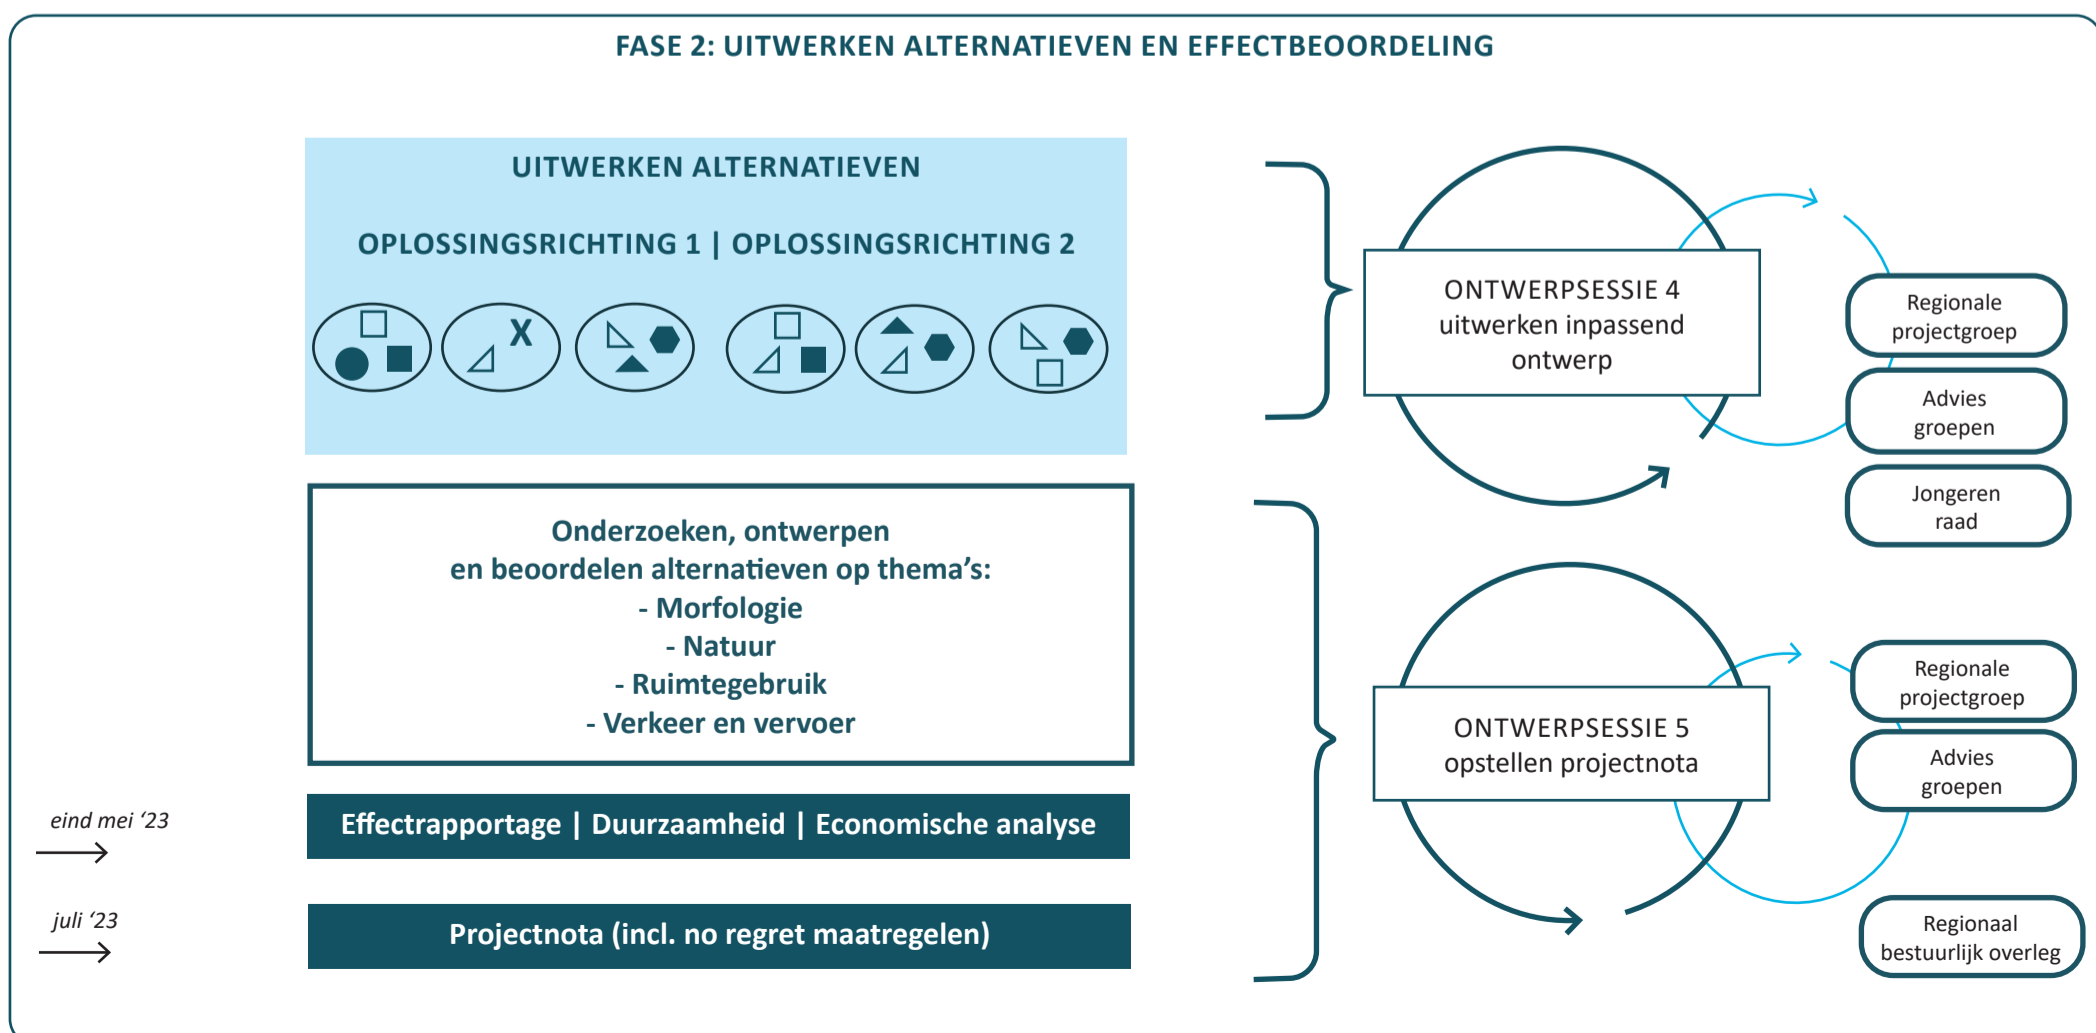 FASE 2: UITWERKEN ALTERNATIEVEN EN EFFECTBEOORDELING
UITWERKEN ALTERNATIEVEN
OPLOSSINGSRICHTING 1 | OPLOSSINGSRICHTING 2
X
Onderzoeken, ontwerpen
en beoordelen alternatieven op thema’s:
- Morfologie
- Natuur
- Ruimtegebruik
- Verkeer en vervoer
eind mei ‘23
Effectrapportage | Duurzaamheid | Economische analyse
juli ‘23
Projectnota (incl. no regret maatregelen)
ONTWERPSESSIE 4
uitwerken inpassend
ontwerp
Regionale
projectgroep
Advies
groepen
Jongeren
raad
ONTWERPSESSIE 5
opstellen projectnota
Regionale
projectgroep
Advies
groepen
Regionaal
bestuurlijk overleg